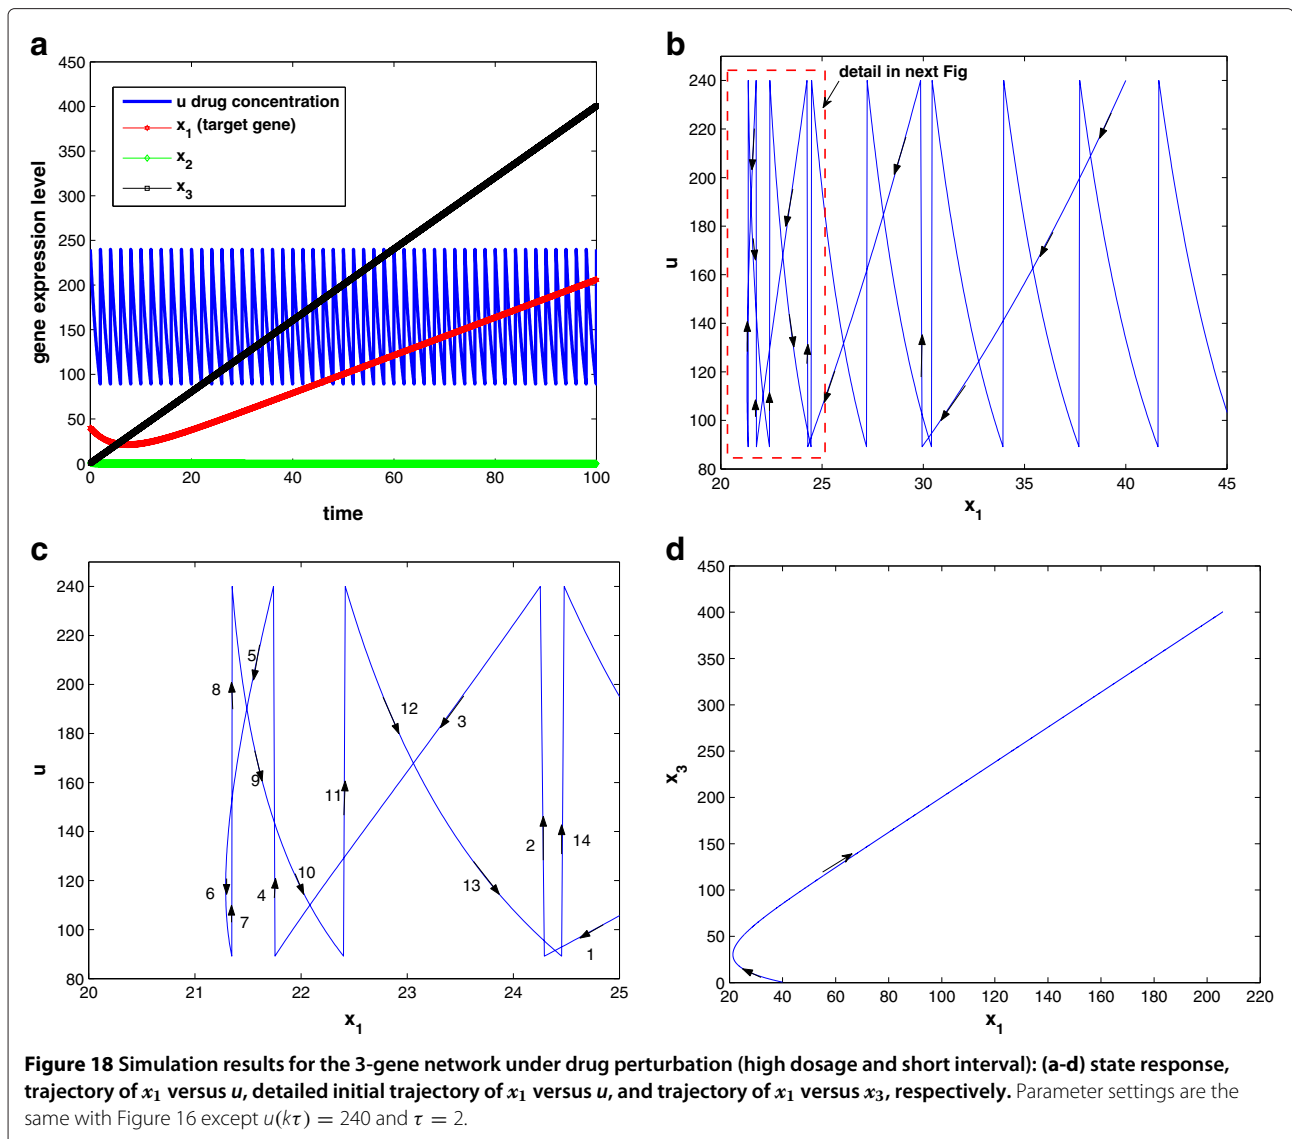 a
450
400
350
300
250
200
150
100
50
0
gene expression level
u drug concentration
x_1 (target gene)
x_2
x_3
0 20 40 60 80 100
time
b
240
220
200
180
160
140
120
100
80
u
detail in next Fig
20 25 30 35 40 45
x_1
c
240
220
200
180
160
140
120
100
80
u
5
8
9
12
3
11
10
6
7
4
2
14
13
1
20 21 22 23 24 25
x_1
d
450
400
350
300
250
200
150
100
50
0
x_3
20 40 60 80 100 120 140 160 180 200 220
x_1
Figure 18 Simulation results for the 3-gene network under drug perturbation (high dosage and short interval): (a-d) state response,
trajectory of x₁ versus u, detailed initial trajectory of x₁ versus u, and trajectory of x₁ versus x₃, respectively. Parameter settings are the
same with Figure 16 except u(kτ) = 240 and τ = 2.